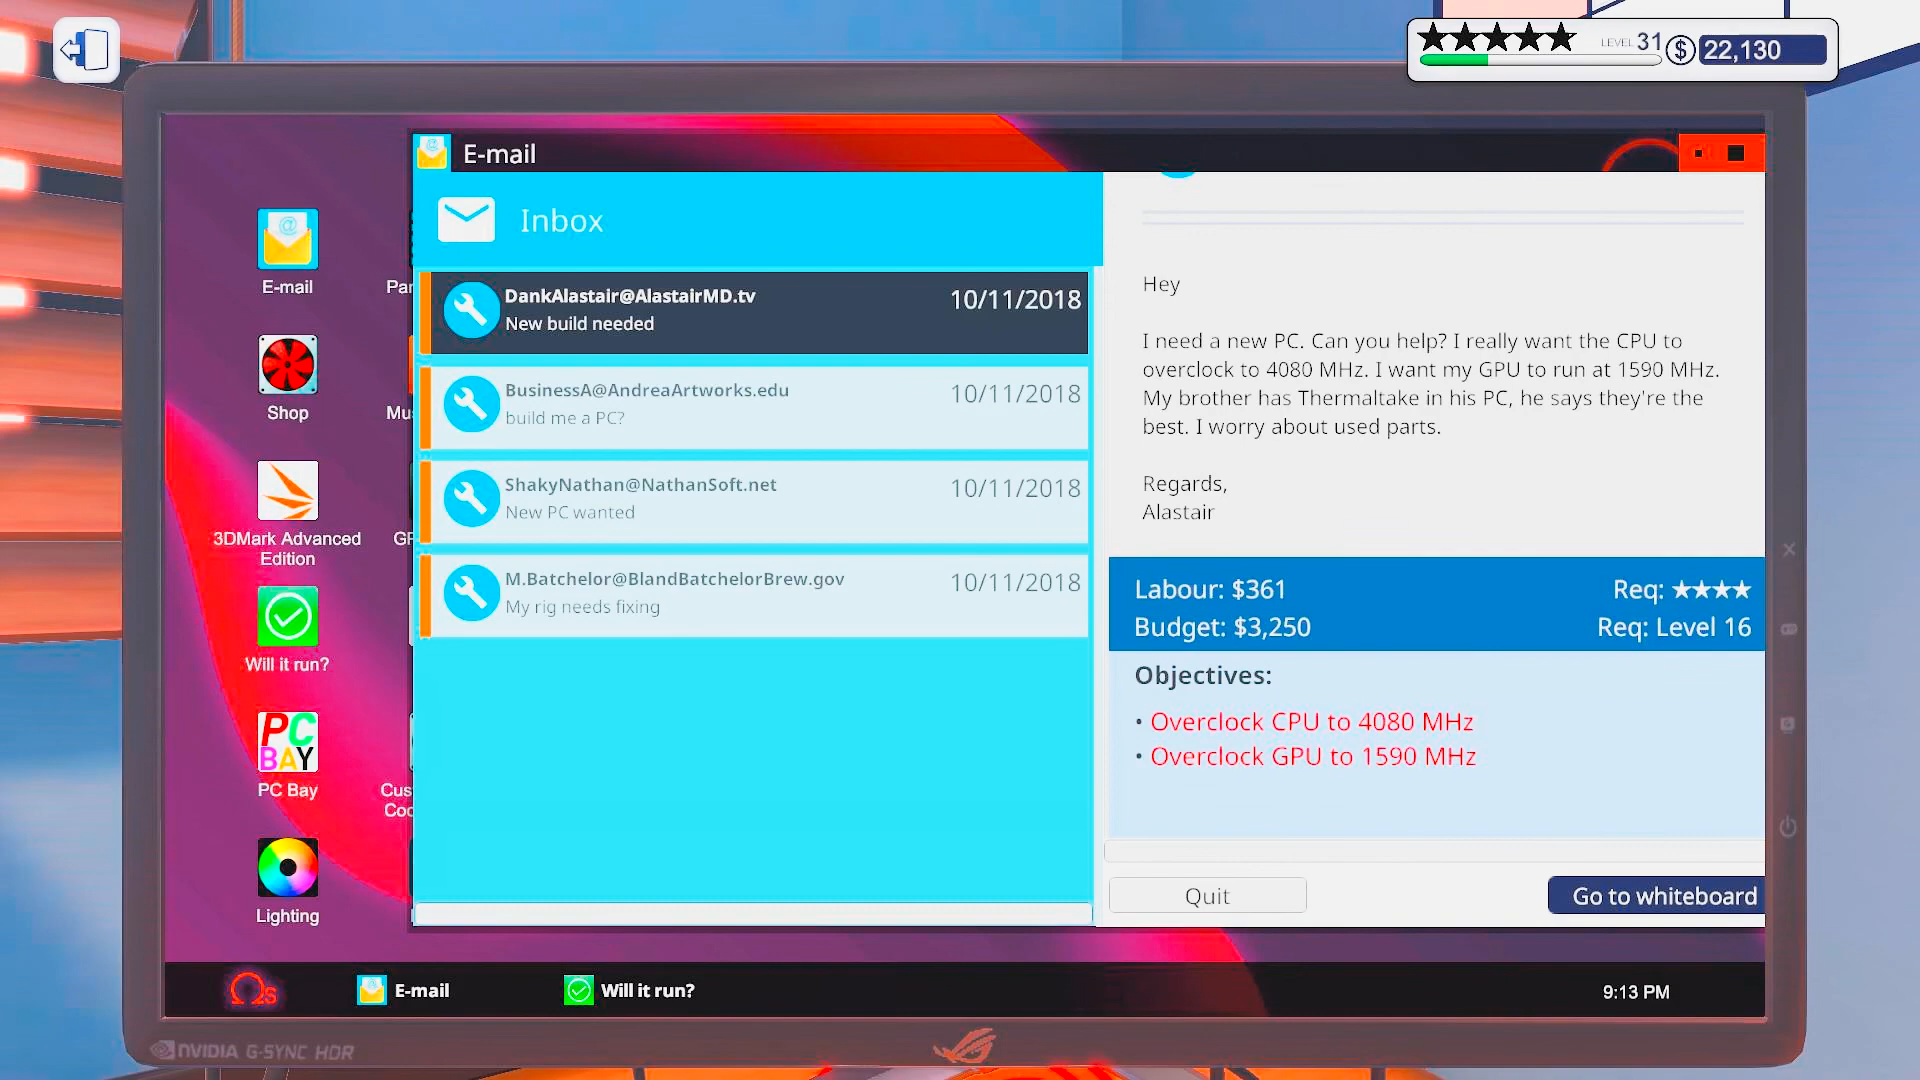 LEVEL 31
$ 22,130
E-mail
Inbox
DankAlastair@AlastairMD.tv
10/11/2018
New build needed
BusinessA@AndreaArtworks.edu
10/11/2018
build me a PC?
ShakyNathan@NathanSoft.net
10/11/2018
New PC wanted
M.Batchelor@BlandBatchelorBrew.gov
10/11/2018
My rig needs fixing
Hey
I need a new PC. Can you help? I really want the CPU to
overclock to 4080 MHz. I want my GPU to run at 1590 MHz.
My brother has Thermaltake in his PC, he says they're the
best. I worry about used parts.
Regards,
Alastair
Labour: $361
Req: ★★★★
Budget: $3,250
Req: Level 16
Objectives:
• Overclock CPU to 4080 MHz
• Overclock GPU to 1590 MHz
Quit
Go to whiteboard
E-mail
Shop
3DMark Advanced
Edition
Will it run?
PC
BAY
PC Bay
Lighting
Ωs
E-mail
Will it run?
9:13 PM
NVIDIA G-SYNC HDR